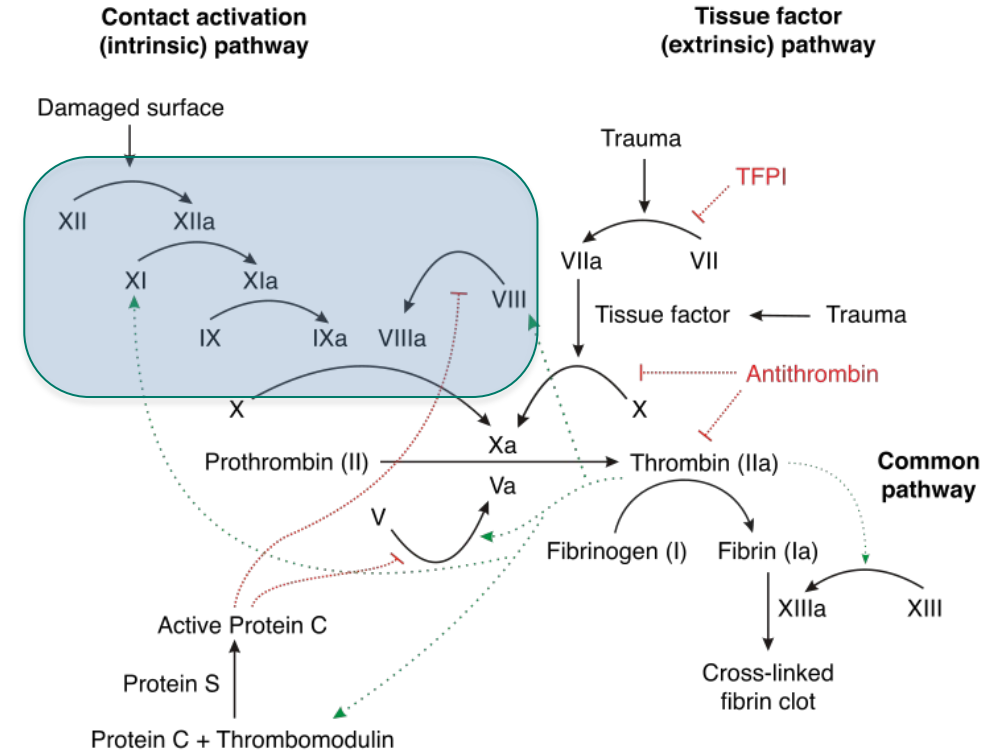 Contact activation
(intrinsic) pathway
Tissue factor
(extrinsic) pathway
Damaged surface
Trauma
TFPI
XII
XIIa
VIIa
VII
XI
XIa
VIII
Tissue factor
Trauma
IX
IXa
VIIIa
Antithrombin
X
X
Xa
Prothrombin (II)
Thrombin (IIa)
Common
pathway
Va
V
Fibrinogen (I)
Fibrin (Ia)
XIIIa
XIII
Active Protein C
Protein S
Cross-linked
fibrin clot
Protein C + Thrombomodulin